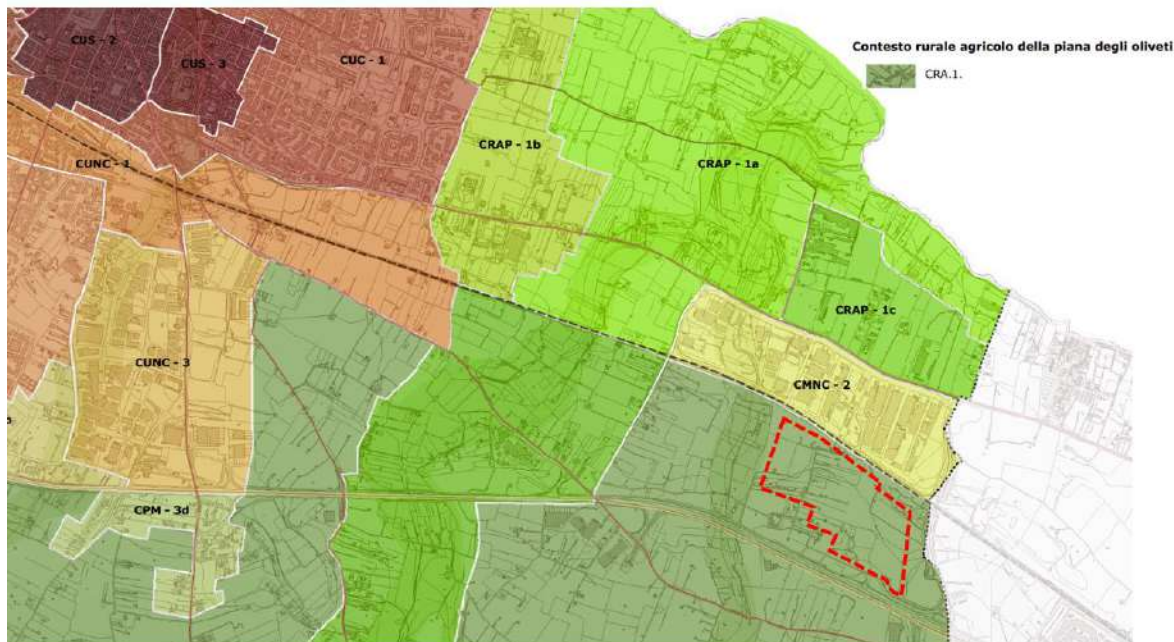 Contesto rurale agricolo della piana degli oliveti
CRA.1.
CUS - 2
CUS - 3
CUC - 1
CRAP - 1b
CRAP - 1a
CUNC - 1
CRAP - 1c
CUNC - 3
CMNC - 2
CPM - 3d